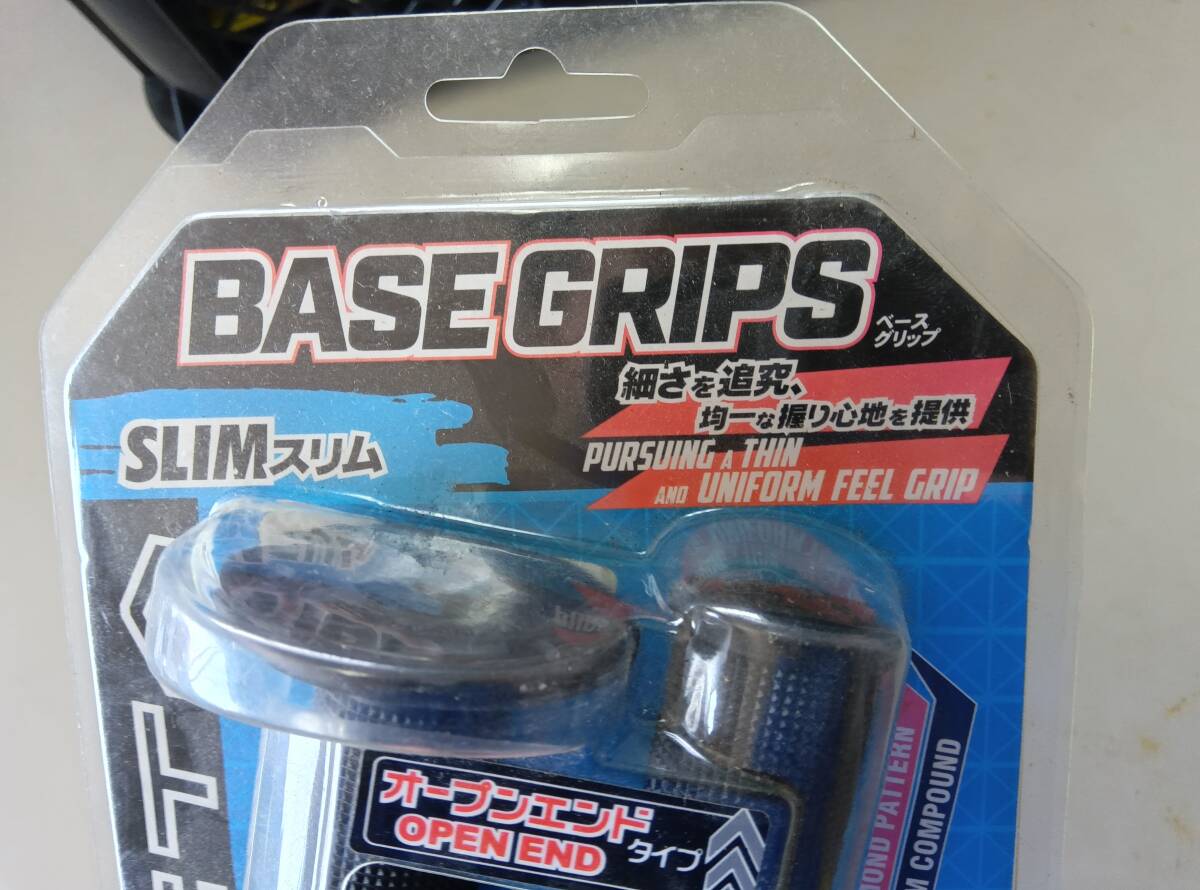 BASE GRIPS
ベース
グリップ
細さを追究、
均一な握り心地を提供
PURSUING A THIN
AND UNIFORM FEEL GRIP
SLIMスリム
オープンエンド
OPEN END タイプ
PATTERN
COMPOUND